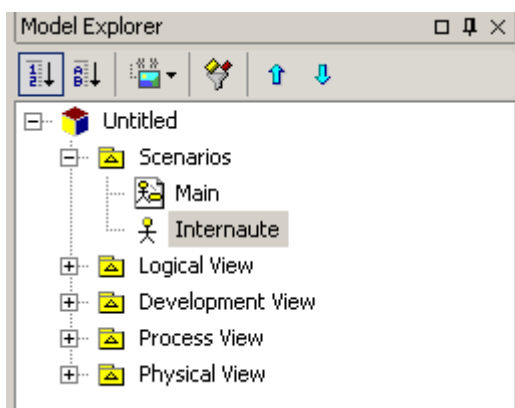 Model Explorer
Untitled
Scenarios
Main
Internaute
Logical View
Development View
Process View
Physical View